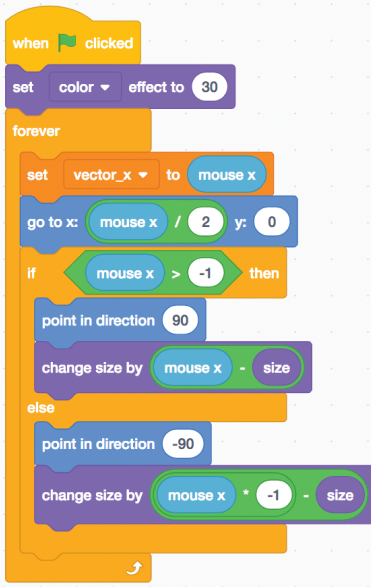 when clicked
set color effect to 30
forever
set vector_x to mouse x
go to x: mouse x / 2 y: 0
if mouse x > -1 then
point in direction 90
change size by mouse x - size
else
point in direction -90
change size by mouse x * -1 - size